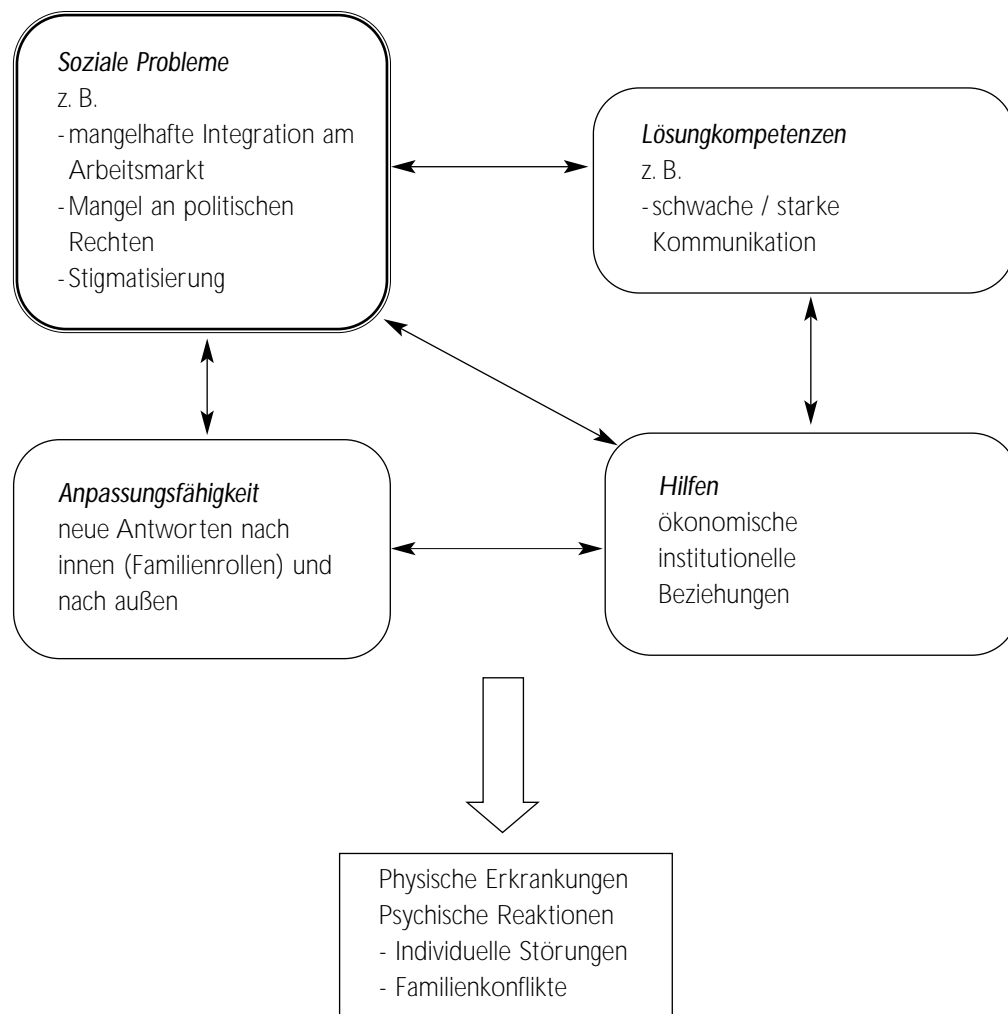 Soziale Probleme
z. B.
- mangelhafte Integration am
Arbeitsmarkt
- Mangel an politischen
Rechten
- Stigmatisierung
Lösungkompetenzen
z. B.
- schwache / starke
Kommunikation
Anpassungsfähigkeit
neue Antworten nach
innen (Familienrollen) und
nach außen
Hilfen
ökonomische
institutionelle
Beziehungen
Physische Erkrankungen
Psychische Reaktionen
- Individuelle Störungen
- Familienkonflikte